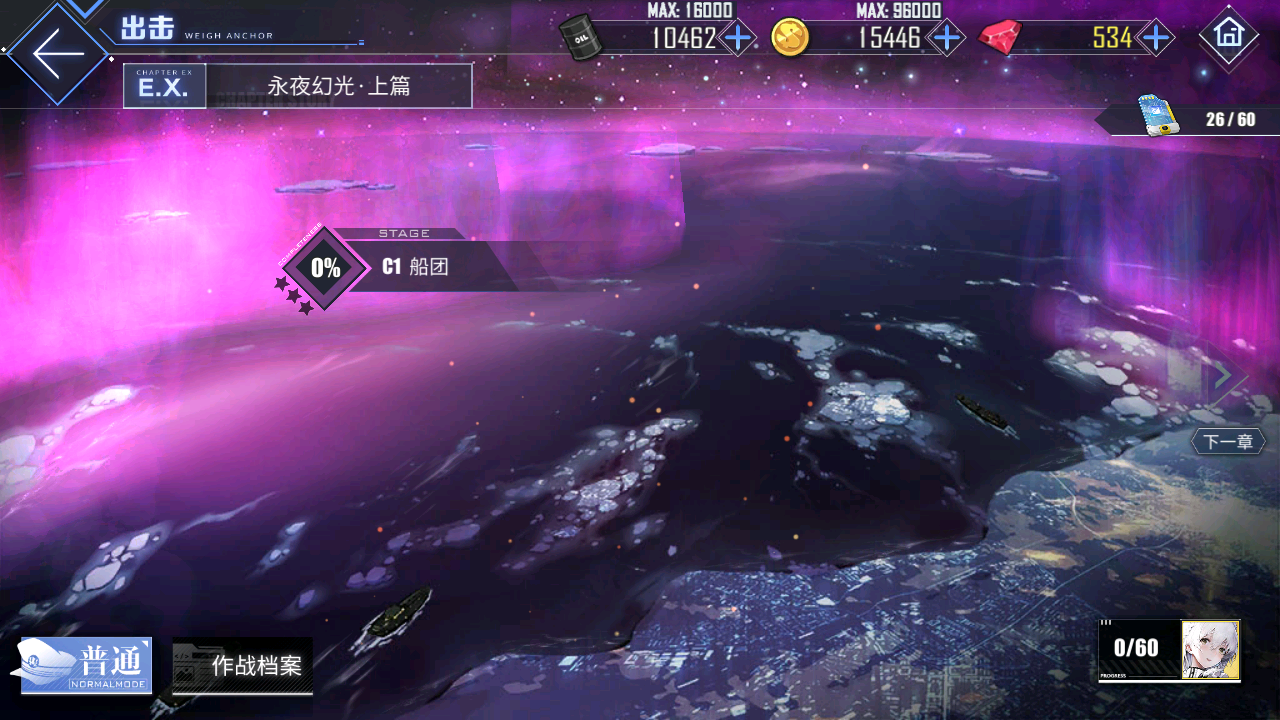 出击 WEIGH ANCHOR
MAX: 16000
10462
MAX: 96000
15446
534
CHAPTER EX
E.X.
永夜幻光·上篇
26 / 60
STAGE
COMPLETENESS
0%
C1 船团
下一章
普通
NORMALMODE
作战档案
0/60
PROGRESS
OIL